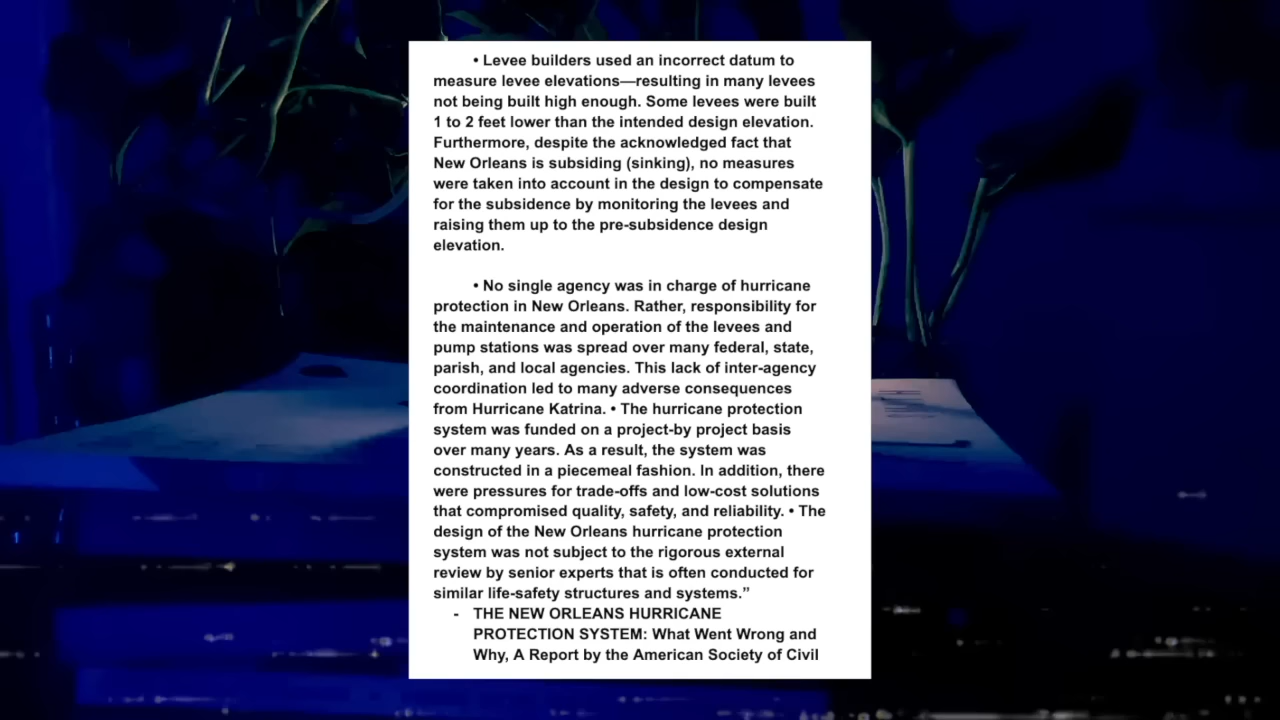 • Levee builders used an incorrect datum to
measure levee elevations—resulting in many levees
not being built high enough. Some levees were built
1 to 2 feet lower than the intended design elevation.
Furthermore, despite the acknowledged fact that
New Orleans is subsiding (sinking), no measures
were taken into account in the design to compensate
for the subsidence by monitoring the levees and
raising them up to the pre-subsidence design
elevation.
• No single agency was in charge of hurricane
protection in New Orleans. Rather, responsibility for
the maintenance and operation of the levees and
pump stations was spread over many federal, state,
parish, and local agencies. This lack of inter-agency
coordination led to many adverse consequences
from Hurricane Katrina. • The hurricane protection
system was funded on a project-by project basis
over many years. As a result, the system was
constructed in a piecemeal fashion. In addition, there
were pressures for trade-offs and low-cost solutions
that compromised quality, safety, and reliability. • The
design of the New Orleans hurricane protection
system was not subject to the rigorous external
review by senior experts that is often conducted for
similar life-safety structures and systems.”
- THE NEW ORLEANS HURRICANE
PROTECTION SYSTEM: What Went Wrong and
Why, A Report by the American Society of Civil